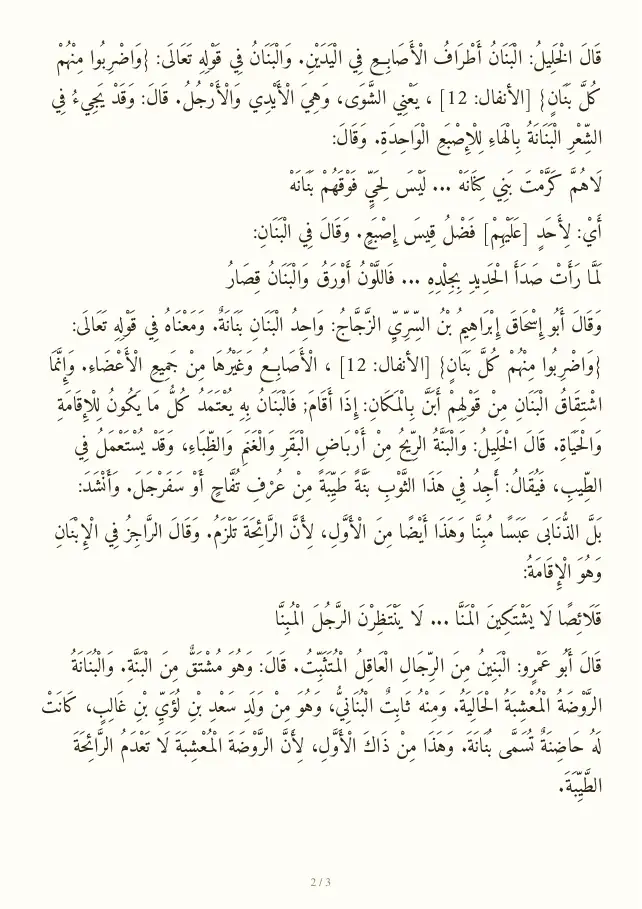 قَالَ الْخَلِيلُ: الْبَنَانُ أَطْرَافُ الْأَصَابِعِ فِي الْيَدَيْنِ. وَالْبَنَانُ فِي قَوْلِهِ تَعَالَى: {وَاضْرِبُوا مِنْهُمْ
كُلَّ بَنَانٍ} [الأنفال: 12] ، يَعْنِي الشَّوَى، وَهِيَ الْأَيْدِي وَالْأَرْجُلُ. قَالَ: وَقَدْ يَجِيءُ فِي
الشِّعْرِ الْبَنَانَةُ بِالْهَاءِ لِلْإِصْبَعِ الْوَاحِدَةِ. وَقَالَ:
لَاهُمَّ كَرَّمْتَ بَنِي كِنَانَهْ ... لَيْسَ لِحَيٍّ فَوْقَهُمْ بَنَانَهْ
أَيْ: لِأَحَدٍ [عَلَيْهِمْ] فَضْلُ قِيسَ إِصْبَعٍ. وَقَالَ فِي الْبَنَانِ:
لَمَّا رَأَتْ صَدَأَ الْحَدِيدِ بِجِلْدِهِ ... فَاللَّوْنُ أَوْرَقُ وَالْبَنَانُ قِصَارُ
وَقَالَ أَبُو إِسْحَاقَ إِبْرَاهِيمُ بْنُ السِّرِّيِّ الزَّجَّاجُ: وَاحِدُ الْبَنَانِ بَنَانَةٌ. وَمَعْنَاهُ فِي قَوْلِهِ تَعَالَى:
{وَاضْرِبُوا مِنْهُمْ كُلَّ بَنَانٍ} [الأنفال: 12] ، الْأَصَابِعُ وَغَيْرُهَا مِنْ جَمِيعِ الْأَعْضَاءِ. وَإِنَّمَا
اشْتِقَاقُ الْبَنَانِ مِنْ قَوْلِهِمْ أَبَنَّ بِالْمَكَانِ: إِذَا أَقَامَ; فَالْبَنَانُ بِهِ يُعْتَمَدُ كُلُّ مَا يَكُونُ لِلْإِقَامَةِ
وَالْحَيَاةِ. قَالَ الْخَلِيلُ: وَالْبَنَّةُ الرِّيحُ مِنْ أَرْبَاضِ الْبَقَرِ وَالْغَنَمِ وَالظِّبَاءِ، وَقَدْ يُسْتَعْمَلُ فِي
الطِّيبِ، فَيُقَالُ: أَجِدُ فِي هَذَا الثَّوْبِ بَنَّةً طَيِّبَةً مِنْ عُرْفِ تُفَّاحٍ أَوْ سَفَرْجَلَ. وَأَنْشَدَ:
بَلَّ الذُّنَابَى عَبَسًا مُبِنَّا وَهَذَا أَيْضًا مِنَ الْأَوَّلِ، لِأَنَّ الرَّائِحَةَ تَلْزَمُ. وَقَالَ الرَّاجِزُ فِي الْإِبْنَانِ
وَهُوَ الْإِقَامَةُ:
قَلَائِصًا لَا يَشْتَكِينَ الْمَنَّا ... لَا يَنْتَظِرْنَ الرَّجُلَ الْمُبِنَّا
قَالَ أَبُو عَمْرٍو: الْبَنِينُ مِنَ الرِّجَالِ الْعَاقِلُ الْمُتَثَبِّتُ. قَالَ: وَهُوَ مُشْتَقٌّ مِنَ الْبَنَّةِ. وَالْبُنَانَةُ
الرَّوْضَةُ الْمُعْشِبَةُ الْحَالِيَةُ. وَمِنْهُ ثَابِتٌ الْبُنَانِيُّ، وَهُوَ مِنْ وَلَدِ سَعْدِ بْنِ لُؤَيِّ بْنِ غَالِبٍ، كَانَتْ
لَهُ حَاضِنَةٌ تُسَمَّى بُنَانَةَ. وَهَذَا مِنْ ذَاكَ الْأَوَّلِ، لِأَنَّ الرَّوْضَةَ الْمُعْشِبَةَ لَا تَعْدَمُ الرَّائِحَةَ
الطَّيِّبَةَ.
2 / 3